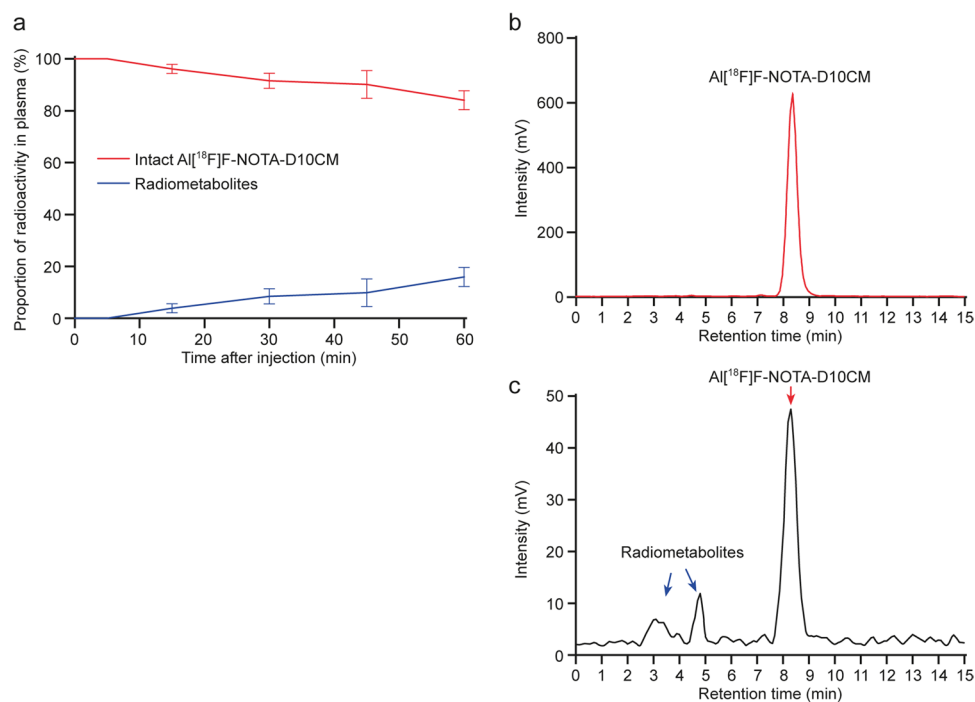 a
Proportion of radioactivity in plasma (%)
100
80
60
40
20
0
Intact Al[¹⁸F]F-NOTA-D10CM
Radiometabolites
0 10 20 30 40 50 60
Time after injection (min)
b
Intensity (mV)
800
600
400
200
0
Al[¹⁸F]F-NOTA-D10CM
0 1 2 3 4 5 6 7 8 9 10 11 12 13 14 15
Retention time (min)
c
Al[¹⁸F]F-NOTA-D10CM
Intensity (mV)
50
40
30
20
10
0
Radiometabolites
0 1 2 3 4 5 6 7 8 9 10 11 12 13 14 15
Retention time (min)